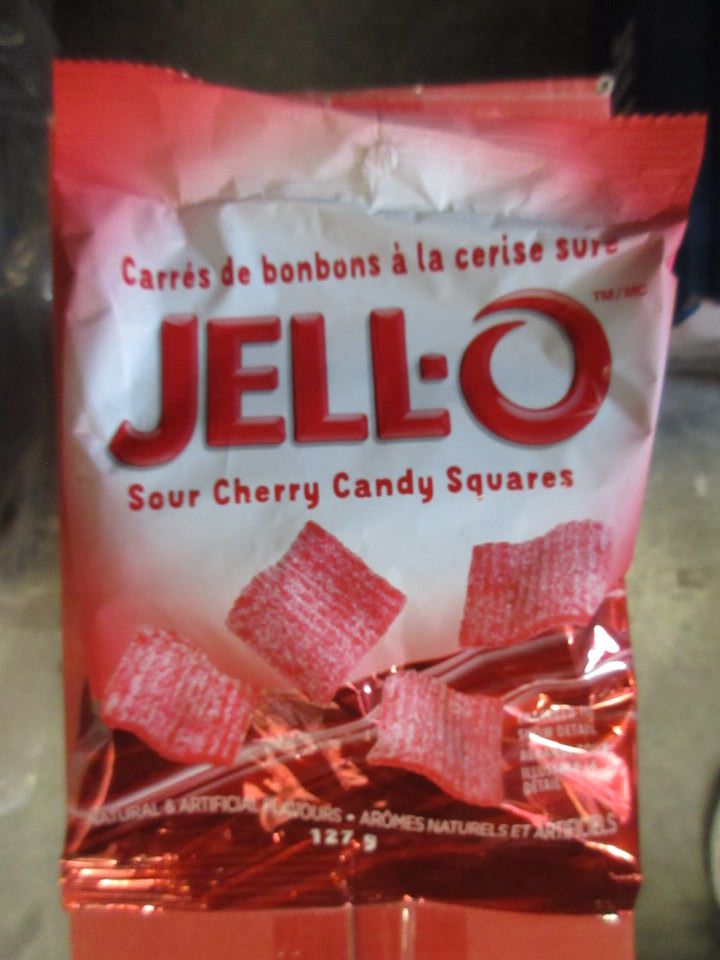 Carrés de bonbons à la cerise sure
JELL-O
TM/MC
Sour Cherry Candy Squares
NATURAL & ARTIFICIAL FLAVOURS • ARÔMES NATURELS ET ARTIFICIELS
127 g